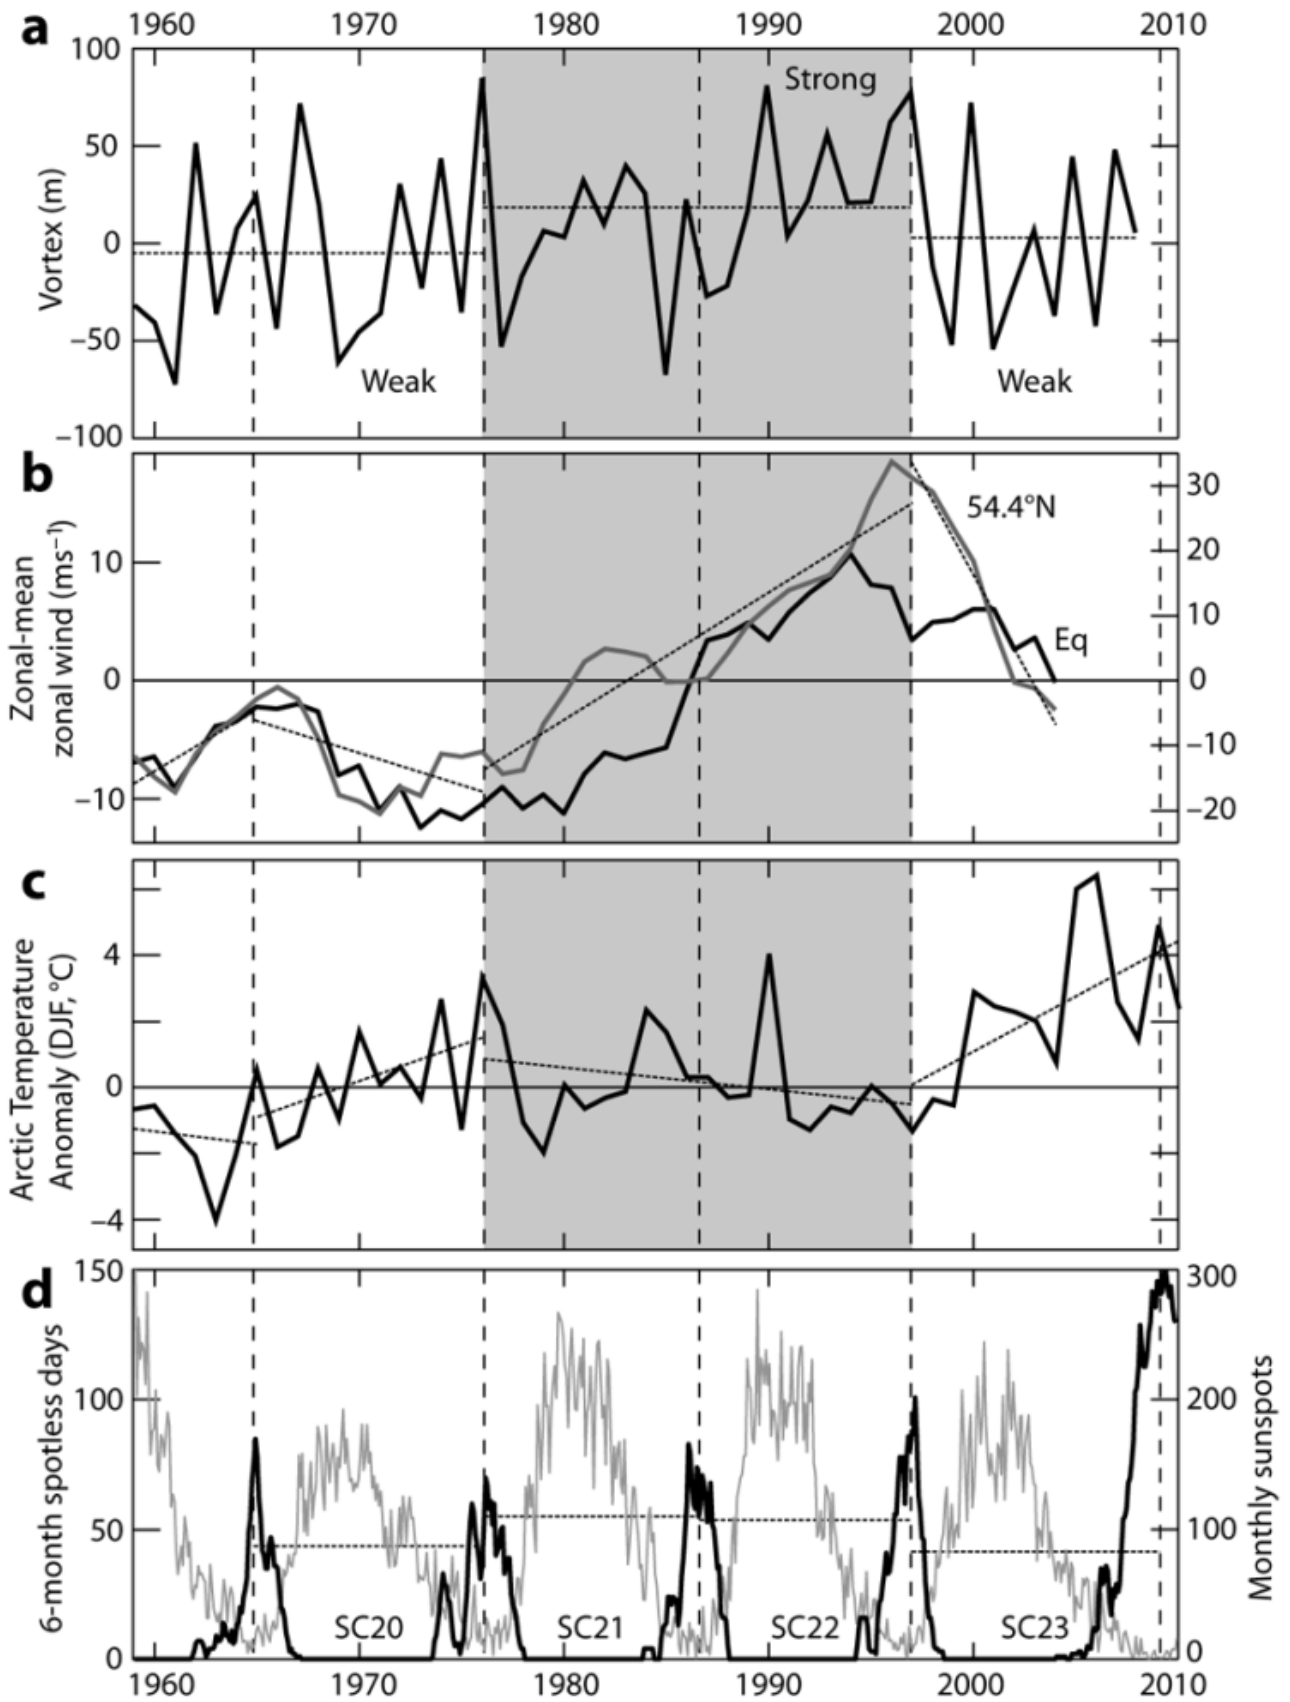 a
1960 1970 1980 1990 2000 2010
100
50
0
−50
−100
Vortex (m)
Strong
Weak
Weak
b
10
0
−10
Zonal-mean
zonal wind (ms⁻¹)
30
20
10
0
−10
−20
54.4°N
Eq
c
4
0
−4
Arctic Temperature
Anomaly (DJF, °C)
d
150
100
50
0
6-month spotless days
300
200
100
0
Monthly sunspots
SC20 SC21 SC22 SC23
1960 1970 1980 1990 2000 2010